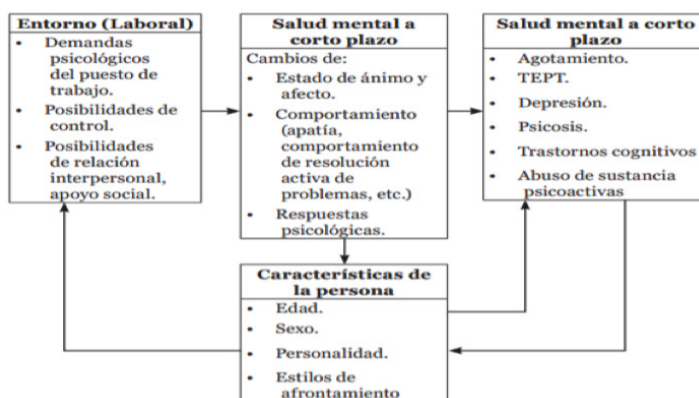 Entorno (Laboral)
• Demandas
psicológicos
del puesto de
trabajo.
• Posibilidades de
control.
• Posibilidades
de relación
interpersonal,
apoyo social.
Salud mental a
corto plazo
Cambios de:
• Estado de ánimo y
afecto.
• Comportamiento
(apatía,
comportamiento
de resolución
activa de
problemas, etc.)
• Respuestas
psicológicas.
Salud mental a corto
plazo
• Agotamiento.
• TEPT.
• Depresión.
• Psicosis.
• Trastornos cognitivos
• Abuso de sustancia
psicoactivas
Características de
la persona
• Edad.
• Sexo.
• Personalidad.
• Estilos de
afrontamiento